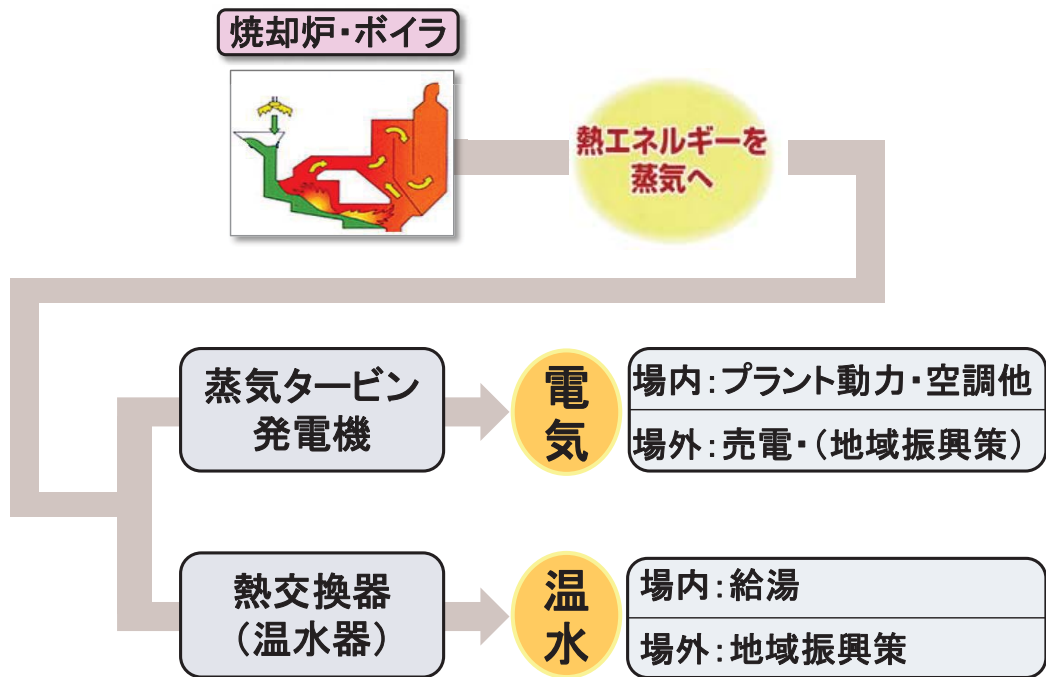 焼却炉・ボイラ
熱エネルギーを
蒸気へ
蒸気タービン
発電機
電
気
場内：プラント動力・空調他
場外：売電・（地域振興策）
熱交換器
（温水器）
温
水
場内：給湯
場外：地域振興策